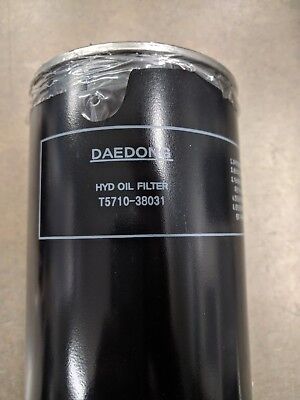 DAEDONG
HYD OIL FILTER
T5710-38031